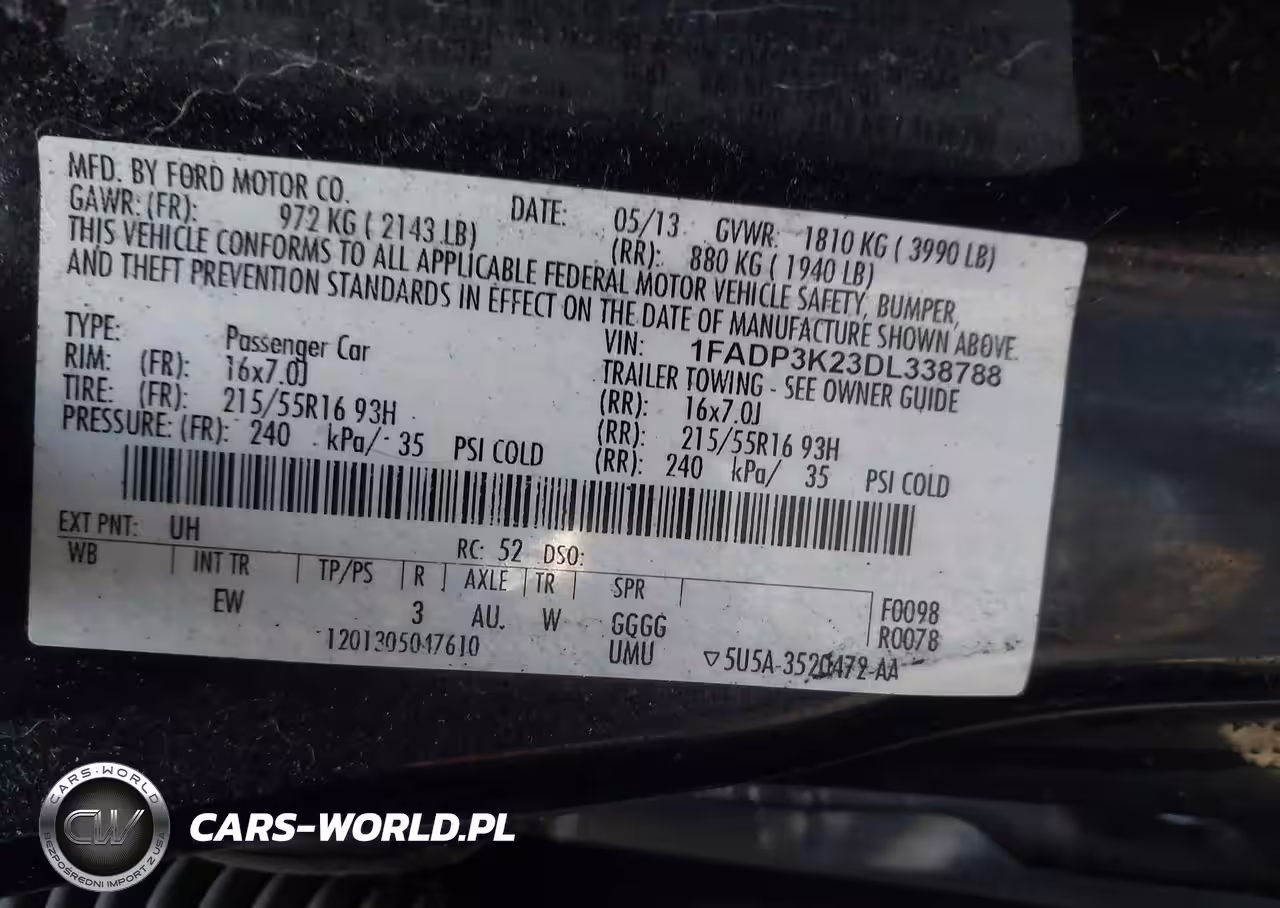 MFD. BY FORD MOTOR CO.
DATE: 05/13 GVWR: 1810 KG ( 3990 LB)
GAWR: (FR): 972 KG ( 2143 LB) (RR): 880 KG ( 1940 LB)
THIS VEHICLE CONFORMS TO ALL APPLICABLE FEDERAL MOTOR VEHICLE SAFETY, BUMPER,
AND THEFT PREVENTION STANDARDS IN EFFECT ON THE DATE OF MANUFACTURE SHOWN ABOVE.
VIN: 1FADP3K23DL338788
TYPE: Passenger Car TRAILER TOWING - SEE OWNER GUIDE
RIM: (FR): 16x7.0J (RR): 16x7.0J
TIRE: (FR): 215/55R16 93H (RR): 215/55R16 93H
PRESSURE: (FR): 240 kPa/ 35 PSI COLD (RR): 240 kPa/ 35 PSI COLD
EXT PNT: UH RC: 52 DSO:
WB INT TR TP/PS R AXLE TR SPR
EW 3 AU. W GGGG F0098
UMU R0078
1201305047610 ▽5U5A-3520472-AA
CARS-WORLD
CW
BEZPOŚREDNI IMPORT Z USA
CARS-WORLD.PL